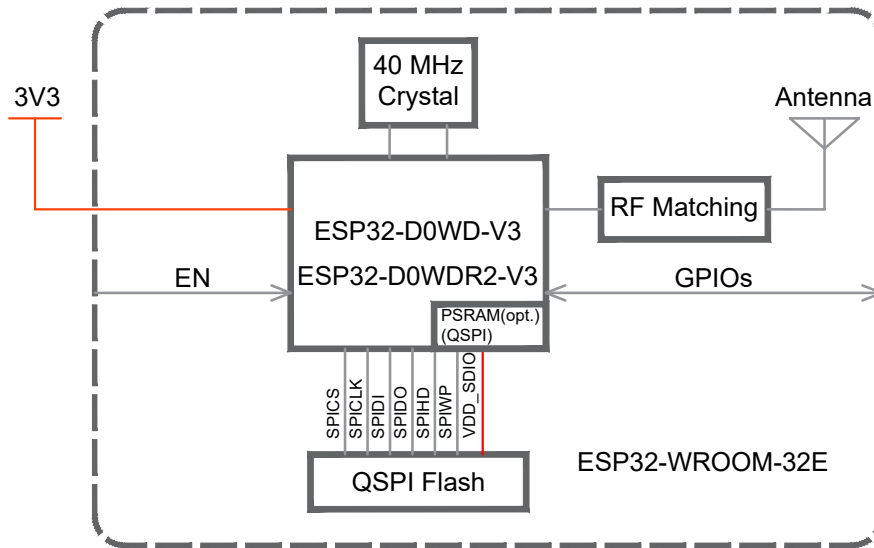 40 MHz
Crystal
3V3
Antenna
RF Matching
ESP32-D0WD-V3
ESP32-D0WDR2-V3
EN
GPIOs
PSRAM(opt.)
(QSPI)
SPICS
SPICLK
SPIDI
SPIDO
SPIHD
SPIWP
VDD_SDIO
QSPI Flash
ESP32-WROOM-32E